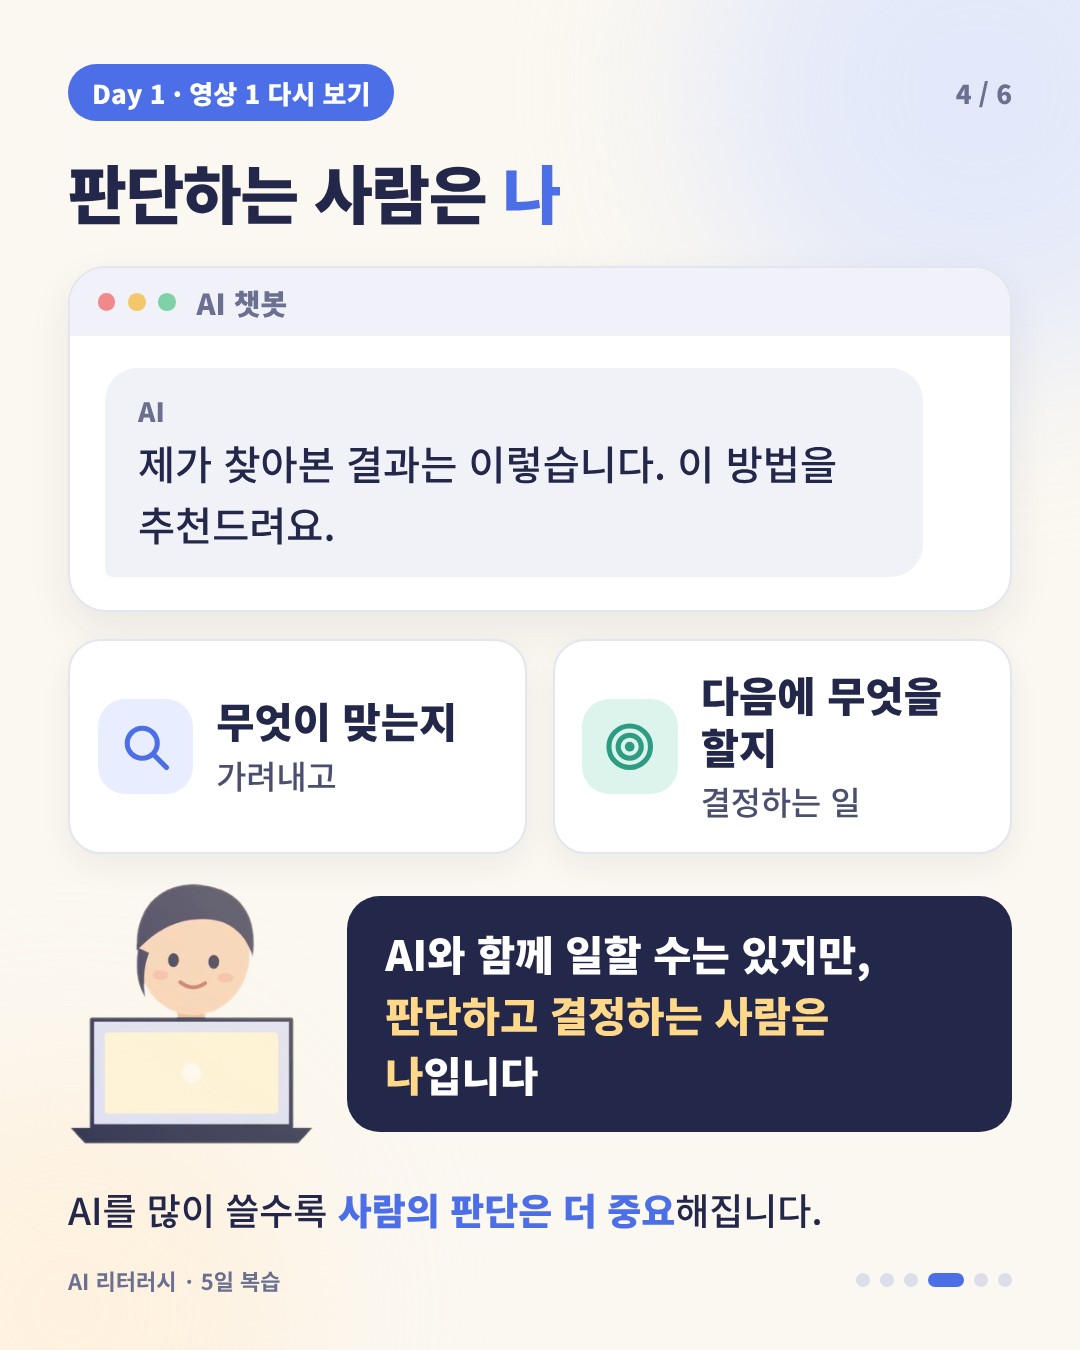 Day 1 · 영상 1 다시 보기
4 / 6
판단하는 사람은 나
AI 챗봇
AI
제가 찾아본 결과는 이렇습니다. 이 방법을
추천드려요.
무엇이 맞는지
가려내고
다음에 무엇을
할지
결정하는 일
AI와 함께 일할 수는 있지만,
판단하고 결정하는 사람은
나입니다
AI를 많이 쓸수록 사람의 판단은 더 중요해집니다.
AI 리터러시 · 5일 복습